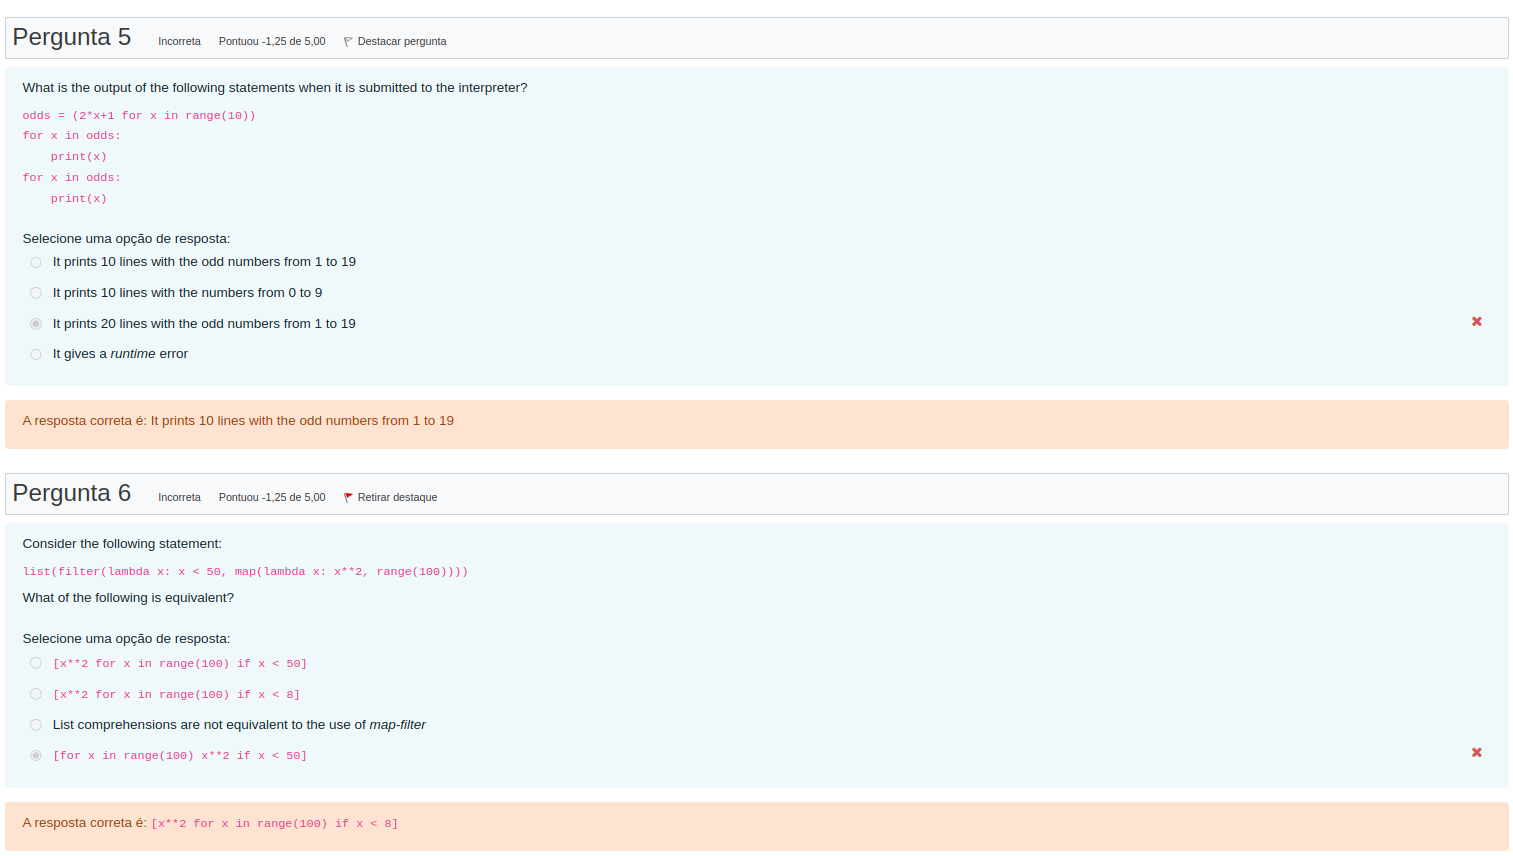 Pergunta 5 Incorreta Pontuou -1,25 de 5,00 Destacar pergunta
What is the output of the following statements when it is submitted to the interpreter?
odds = (2*x+1 for x in range(10))
for x in odds:
    print(x)
for x in odds:
    print(x)
Selecione uma opção de resposta:
It prints 10 lines with the odd numbers from 1 to 19
It prints 10 lines with the numbers from 0 to 9
It prints 20 lines with the odd numbers from 1 to 19
It gives a runtime error
A resposta correta é: It prints 10 lines with the odd numbers from 1 to 19
Pergunta 6 Incorreta Pontuou -1,25 de 5,00 Retirar destaque
Consider the following statement:
list(filter(lambda x: x < 50, map(lambda x: x**2, range(100))))
What of the following is equivalent?
Selecione uma opção de resposta:
[x**2 for x in range(100) if x < 50]
[x**2 for x in range(100) if x < 8]
List comprehensions are not equivalent to the use of map-filter
[for x in range(100) x**2 if x < 50]
A resposta correta é: [x**2 for x in range(100) if x < 8]